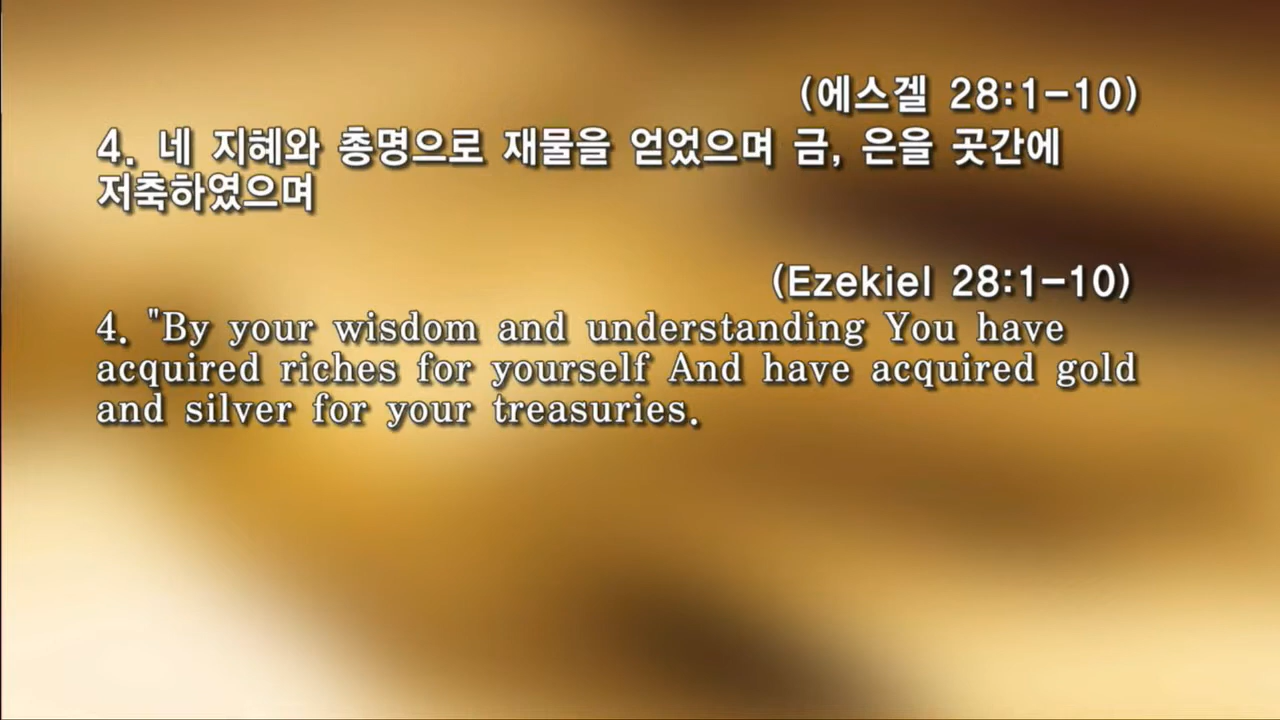 (에스겔 28:1-10)
4. 네 지혜와 총명으로 재물을 얻었으며 금, 은을 곳간에
저축하였으며
(Ezekiel 28:1-10)
4. "By your wisdom and understanding You have
acquired riches for yourself And have acquired gold
and silver for your treasuries.